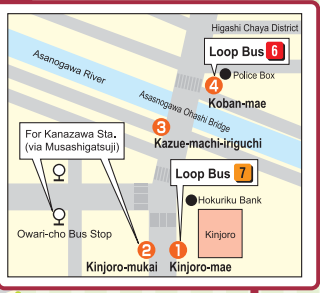 Higashi Chaya District
Loop Bus 6
Asanogawa River
Police Box
4
Koban-mae
Asasnogawa Ohashi Bridge
3
Kazue-machi-iriguchi
For Kanazawa Sta.
(via Musashigatsuji)
Loop Bus 7
Hokuriku Bank
Kinjoro
Owari-cho Bus Stop
2
1
Kinjoro-mukai
Kinjoro-mae